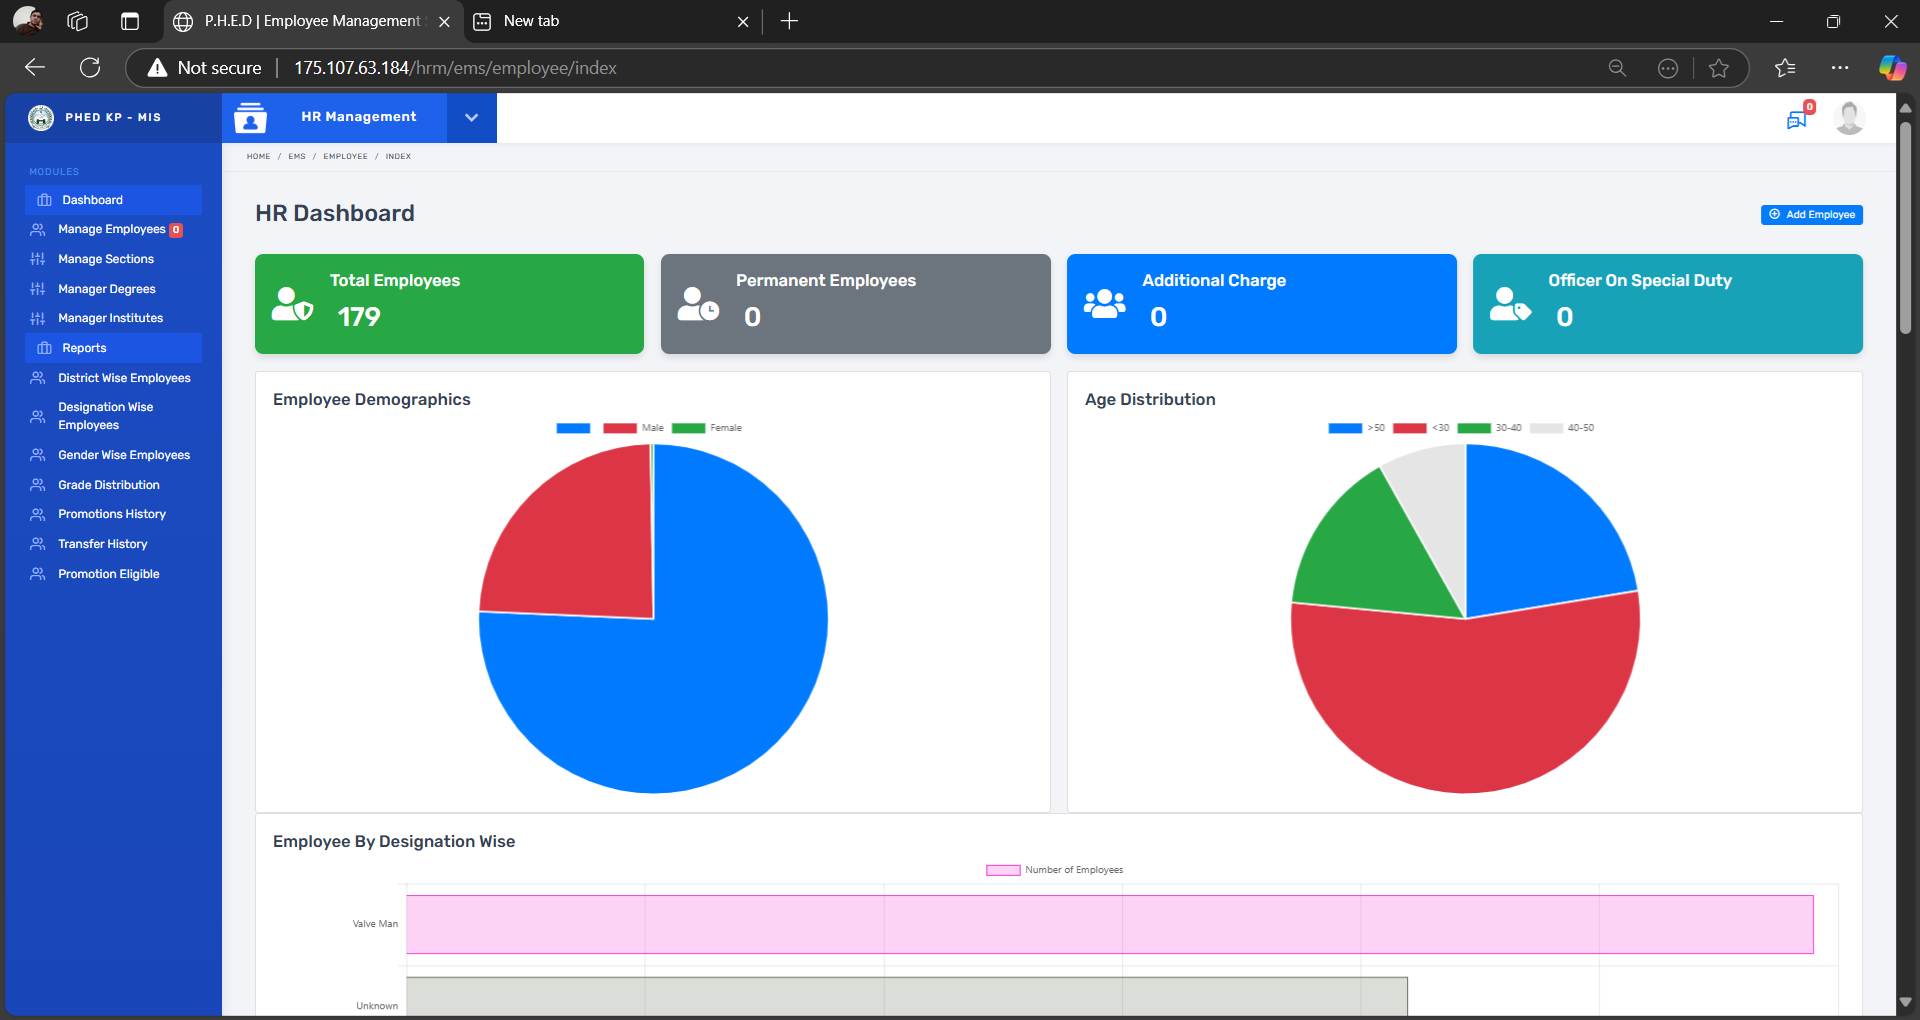 P.H.E.D | Employee Management
New tab
Not secure
175.107.63.184/hrm/ems/employee/index
PHED KP - MIS
HR Management
0
HOME / EMS / EMPLOYEE / INDEX
MODULES
Dashboard
Manage Employees 0
Manage Sections
Manager Degrees
Manager Institutes
Reports
District Wise Employees
Designation Wise
Employees
Gender Wise Employees
Grade Distribution
Promotions History
Transfer History
Promotion Eligible
HR Dashboard
Add Employee
Total Employees
179
Permanent Employees
0
Additional Charge
0
Officer On Special Duty
0
Employee Demographics
Male Female
Age Distribution
>50 <30 30-40 40-50
Employee By Designation Wise
Number of Employees
Valve Man
Unknown